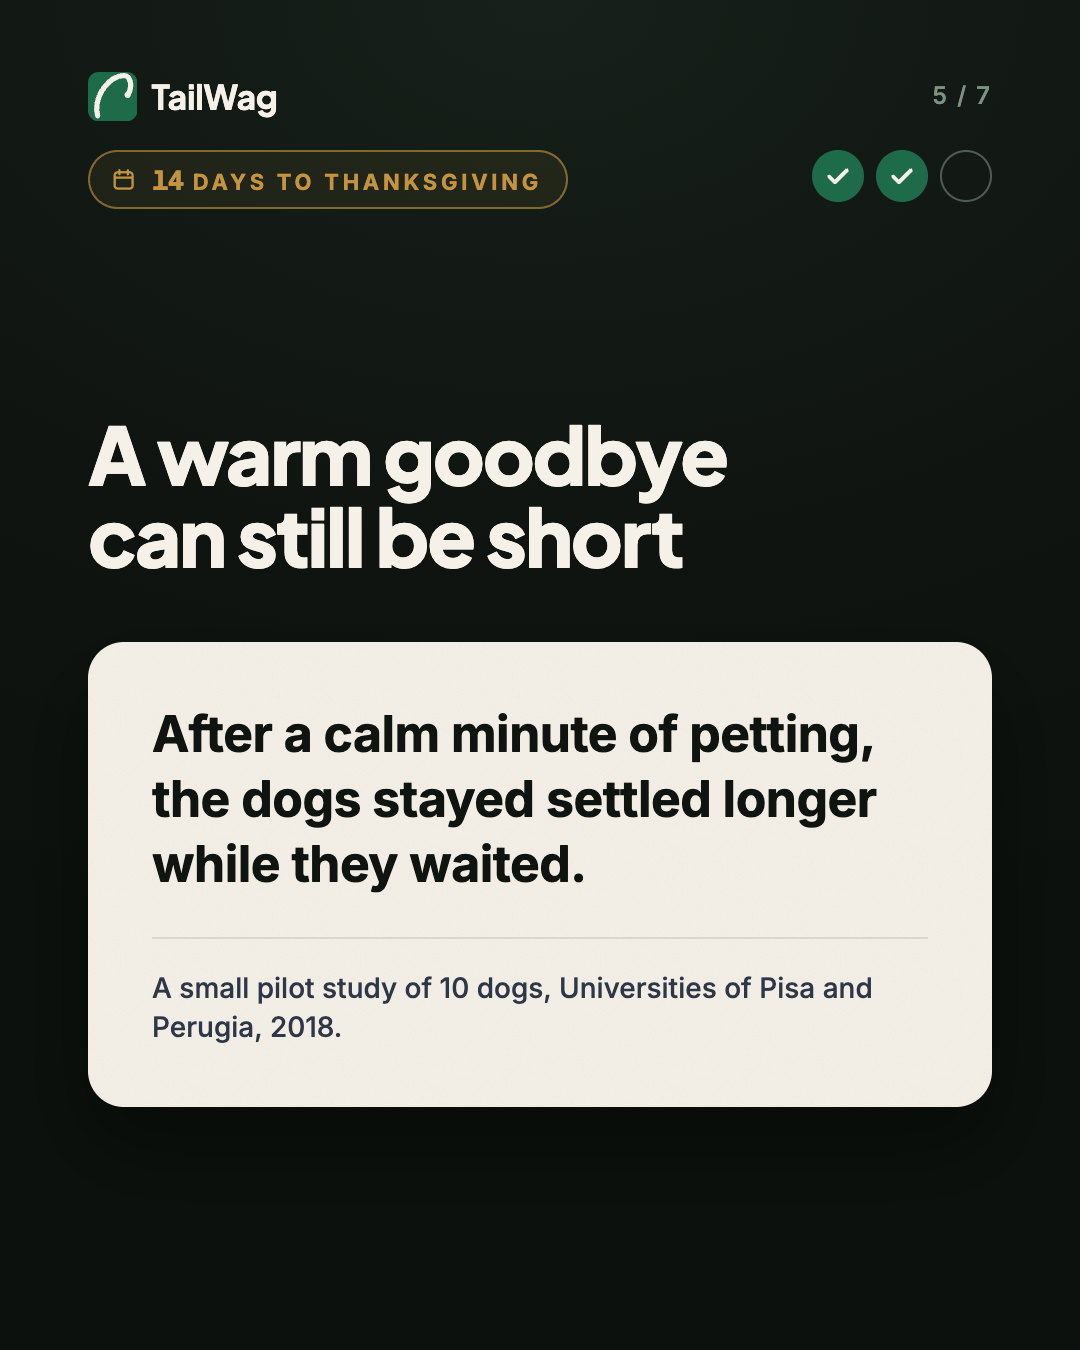 TailWag
5 / 7
14 DAYS TO THANKSGIVING
A warm goodbye
can still be short
After a calm minute of petting,
the dogs stayed settled longer
while they waited.
A small pilot study of 10 dogs, Universities of Pisa and
Perugia, 2018.